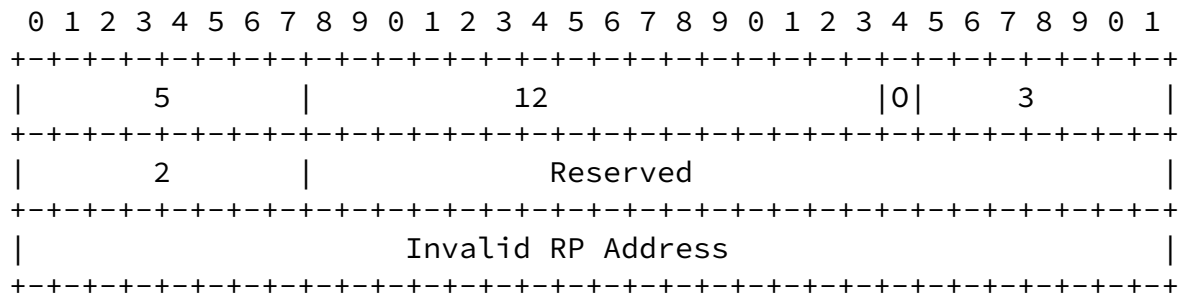 0 1 2 3 4 5 6 7 8 9 0 1 2 3 4 5 6 7 8 9 0 1 2 3 4 5 6 7 8 9 0 1
+-+-+-+-+-+-+-+-+-+-+-+-+-+-+-+-+-+-+-+-+-+-+-+-+-+-+-+-+-+-+-+-+
|       5       |           12                  |O|      3      |
+-+-+-+-+-+-+-+-+-+-+-+-+-+-+-+-+-+-+-+-+-+-+-+-+-+-+-+-+-+-+-+-+
|       2       |             Reserved                          |
+-+-+-+-+-+-+-+-+-+-+-+-+-+-+-+-+-+-+-+-+-+-+-+-+-+-+-+-+-+-+-+-+
|                     Invalid RP Address                        |
+-+-+-+-+-+-+-+-+-+-+-+-+-+-+-+-+-+-+-+-+-+-+-+-+-+-+-+-+-+-+-+-+